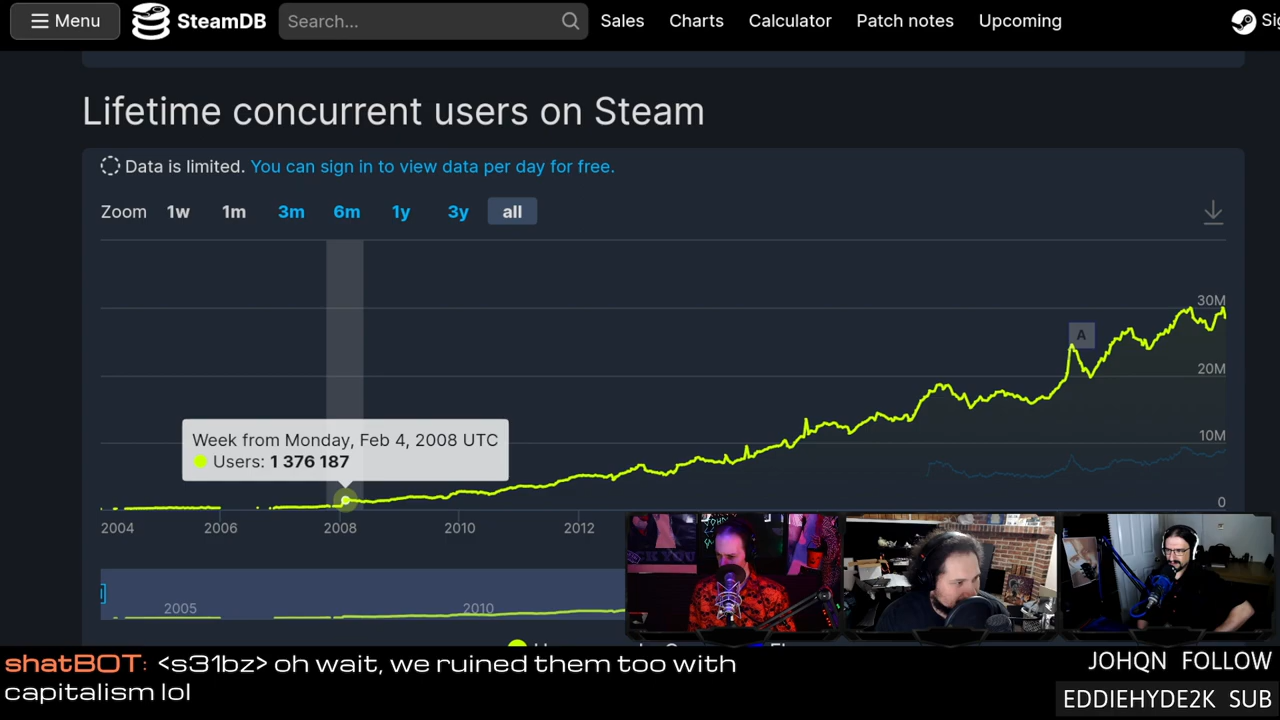 Menu
SteamDB
Search...
Sales
Charts
Calculator
Patch notes
Upcoming
Lifetime concurrent users on Steam
Data is limited. You can sign in to view data per day for free.
Zoom 1w 1m 3m 6m 1y 3y all
30M
A
20M
10M
0
Week from Monday, Feb 4, 2008 UTC
Users: 1 376 187
2004 2006 2008 2010 2012
2005 2010
shatBOT: <s31bz> oh wait, we ruined them too with
capitalism lol
JOHQN FOLLOW
EDDIEHYDE2K SUB